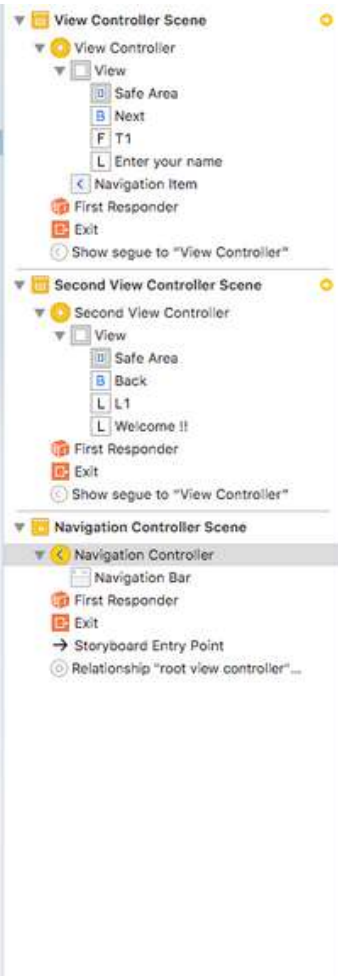 View Controller Scene
View Controller
View
Safe Area
B Next
F T1
L Enter your name
Navigation Item
First Responder
Exit
Show segue to "View Controller"
Second View Controller Scene
Second View Controller
View
Safe Area
B Back
L L1
L Welcome !!
First Responder
Exit
Show segue to "View Controller"
Navigation Controller Scene
Navigation Controller
Navigation Bar
First Responder
Exit
Storyboard Entry Point
Relationship "root view controller"...